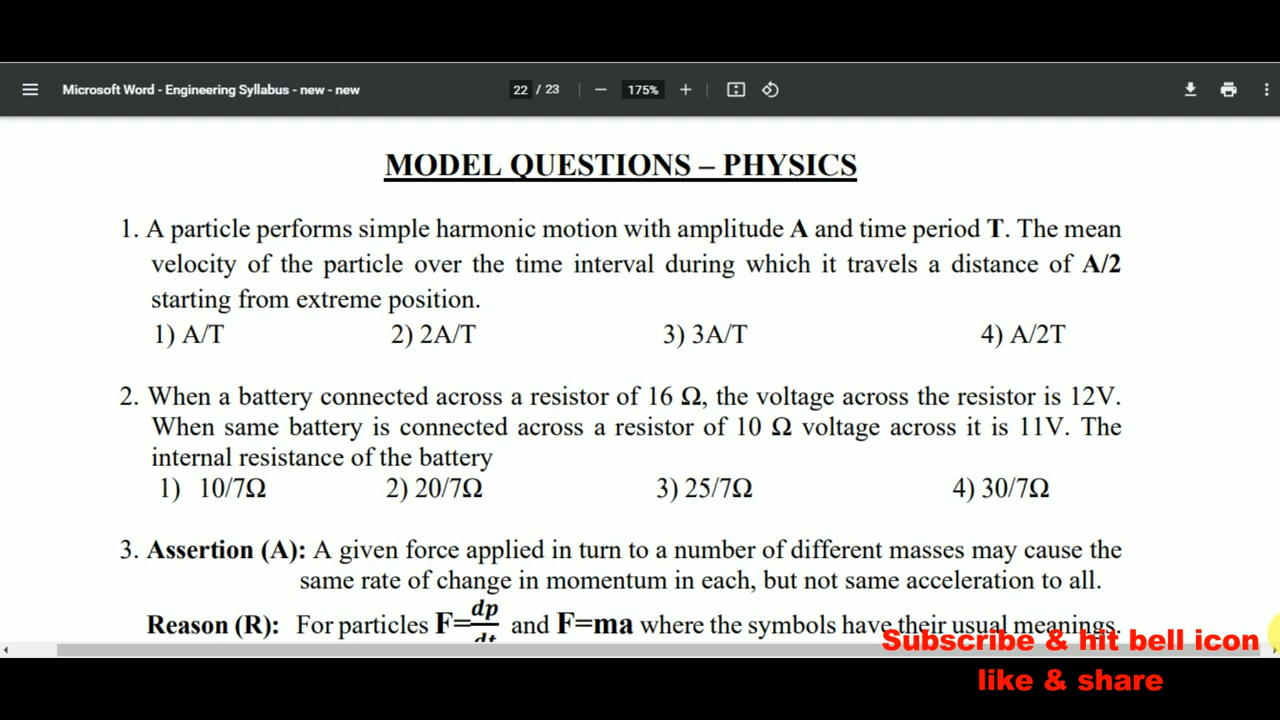 Microsoft Word - Engineering Syllabus - new - new
22 / 23
175%
MODEL QUESTIONS – PHYSICS
1. A particle performs simple harmonic motion with amplitude A and time period T. The mean
velocity of the particle over the time interval during which it travels a distance of A/2
starting from extreme position.
1) A/T 2) 2A/T 3) 3A/T 4) A/2T
2. When a battery connected across a resistor of 16 Ω, the voltage across the resistor is 12V.
When same battery is connected across a resistor of 10 Ω voltage across it is 11V. The
internal resistance of the battery
1) 10/7Ω 2) 20/7Ω 3) 25/7Ω 4) 30/7Ω
3. Assertion (A): A given force applied in turn to a number of different masses may cause the
same rate of change in momentum in each, but not same acceleration to all.
Reason (R): For particles F=dp/dt and F=ma where the symbols have their usual meanings.
Subscribe & hit bell icon
like & share